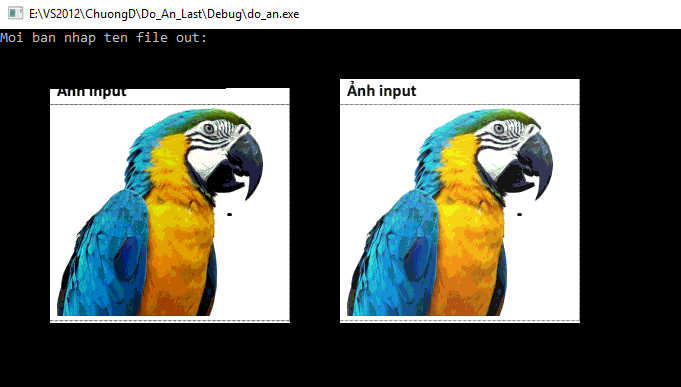 E:\VS2012\ChuongD\Do_An_Last\Debug\do_an.exe
Moi ban nhap ten file out:
Ảnh input
Ảnh input